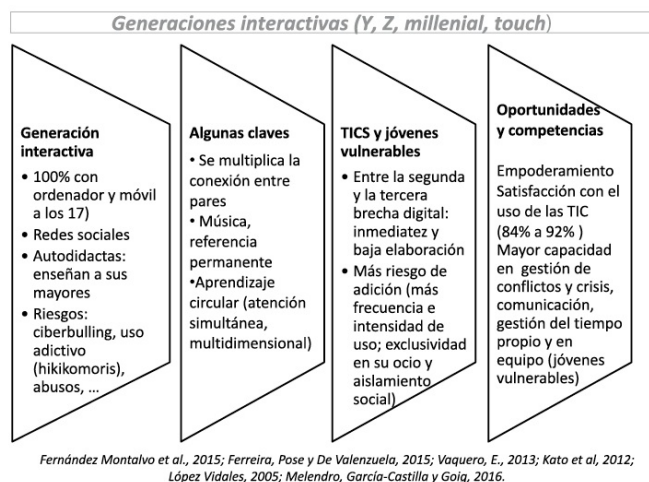 Generaciones interactivas (Y, Z, millenial, touch)
Generación
interactiva
• 100% con
ordenador y móvil
a los 17)
• Redes sociales
• Autodidactas:
enseñan a sus
mayores
• Riesgos:
ciberbulling, uso
adictivo
(hikikomoris),
abusos, ...
Algunas claves
• Se multiplica la
conexión entre
pares
• Música,
referencia
permanente
•Aprendizaje
circular (atención
simultánea,
multidimensional)
TICS y jóvenes
vulnerables
• Entre la segunda
y la tercera
brecha digital:
inmediatez y
baja elaboración
• Más riesgo de
adición (más
frecuencia e
intensidad de
uso; exclusividad
en su ocio y
aislamiento
social)
Oportunidades
y competencias
Empoderamiento
Satisfacción con el
uso de las TIC
(84% a 92% )
Mayor capacidad
en gestión de
conflictos y crisis,
comunicación,
gestión del tiempo
propio y en
equipo (jóvenes
vulnerables)
Fernández Montalvo et al., 2015; Ferreira, Pose y De Valenzuela, 2015; Vaquero, E., 2013; Kato et al, 2012;
López Vidales, 2005; Melendro, García-Castilla y Goig, 2016.